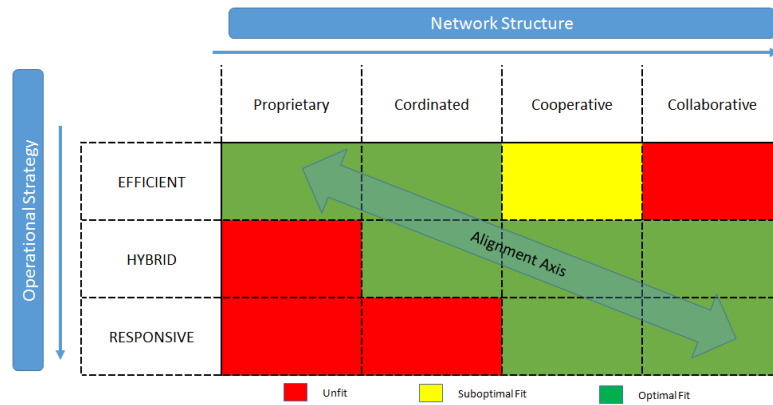 Network Structure
Operational Strategy
Proprietary
Cordinated
Cooperative
Collaborative
EFFICIENT
HYBRID
RESPONSIVE
Alignment Axis
Unfit
Suboptimal Fit
Optimal Fit